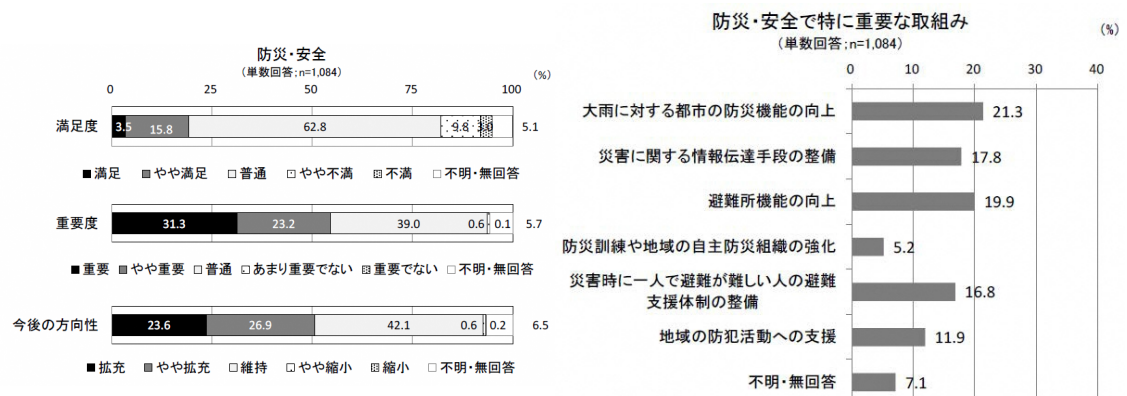 防災・安全
(単数回答;n=1,084)
(%)
0 25 50 75 100
満足度 3.5 15.8 62.8 9.8 3.0 5.1
■満足 ■やや満足 □普通 □やや不満 ▩不満 □不明・無回答
重要度 31.3 23.2 39.0 0.6 0.1 5.7
■重要 ■やや重要 □普通 □あまり重要でない ▩重要でない □不明・無回答
今後の方向性 23.6 26.9 42.1 0.6 0.2 6.5
■拡充 ■やや拡充 □維持 □やや縮小 ▩縮小 □不明・無回答
防災・安全で特に重要な取組み
(単数回答;n=1,084)
(%)
0 10 20 30 40
大雨に対する都市の防災機能の向上 21.3
災害に関する情報伝達手段の整備 17.8
避難所機能の向上 19.9
防災訓練や地域の自主防災組織の強化 5.2
災害時に一人で避難が難しい人の避難
支援体制の整備 16.8
地域の防犯活動への支援 11.9
不明・無回答 7.1